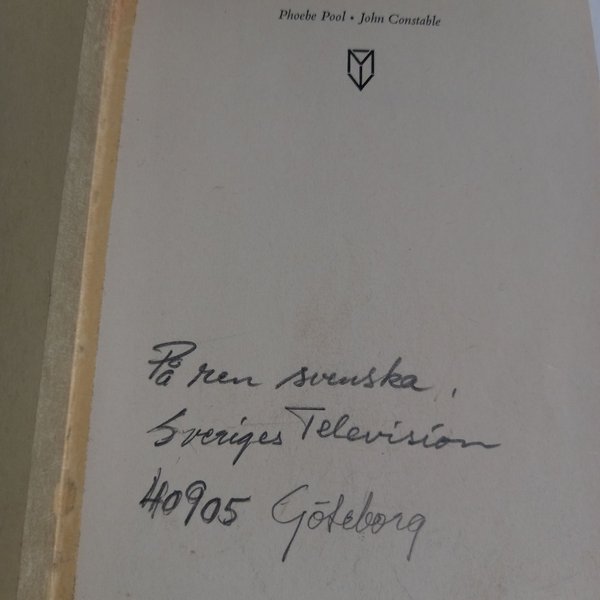 Phoebe Pool • John Constable
På ren svenska,
Sveriges Television
40905 Göteborg